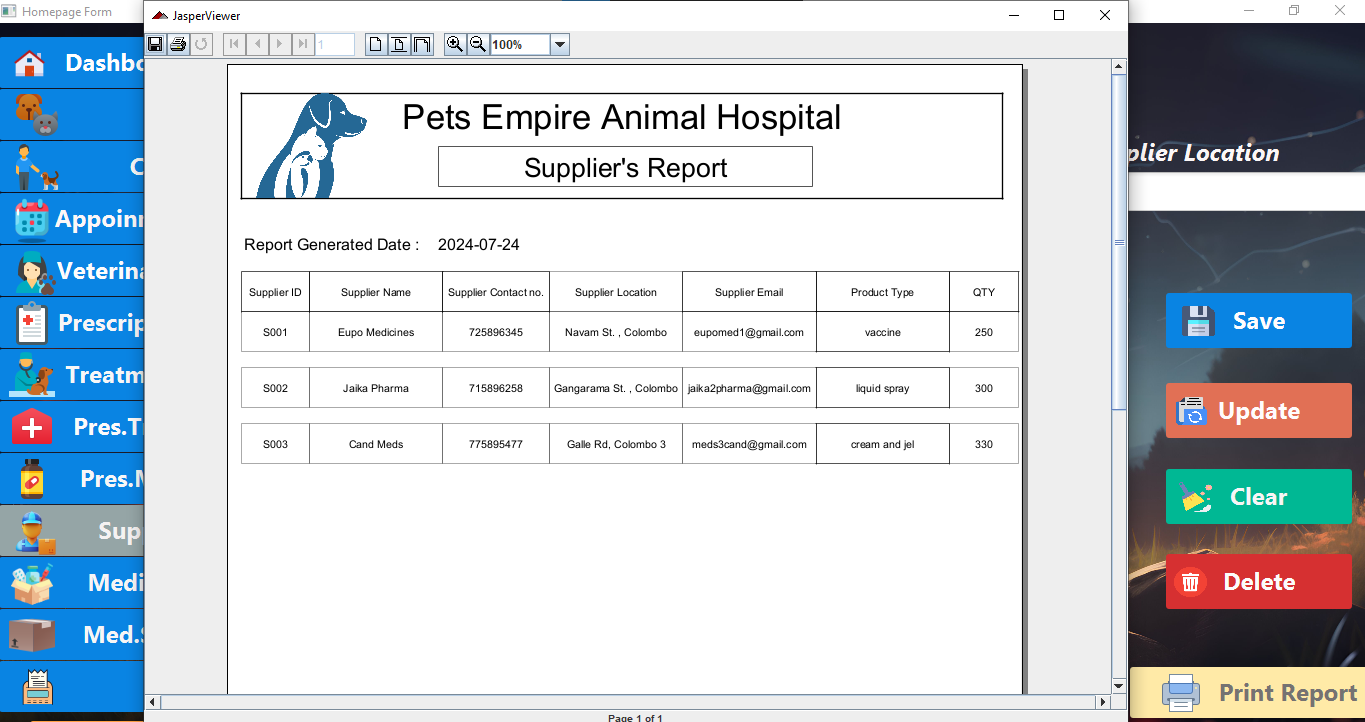 Homepage Form
JasperViewer
1
100%
Dashbo
C
Appoinn
Veterina
Prescrip
Treatm
Pres.T
Pres.M
Sup
Medi
Med.S
Pets Empire Animal Hospital
Supplier's Report
Report Generated Date : 2024-07-24
Supplier ID Supplier Name Supplier Contact no. Supplier Location Supplier Email Product Type QTY
S001 Eupo Medicines 725896345 Navam St. , Colombo eupomed1@gmail.com vaccine 250
S002 Jaika Pharma 715896258 Gangarama St. , Colombo jaika2pharma@gmail.com liquid spray 300
S003 Cand Meds 775895477 Galle Rd, Colombo 3 meds3cand@gmail.com cream and jel 330
Page 1 of 1
plier Location
Save
Update
Clear
Delete
Print Report